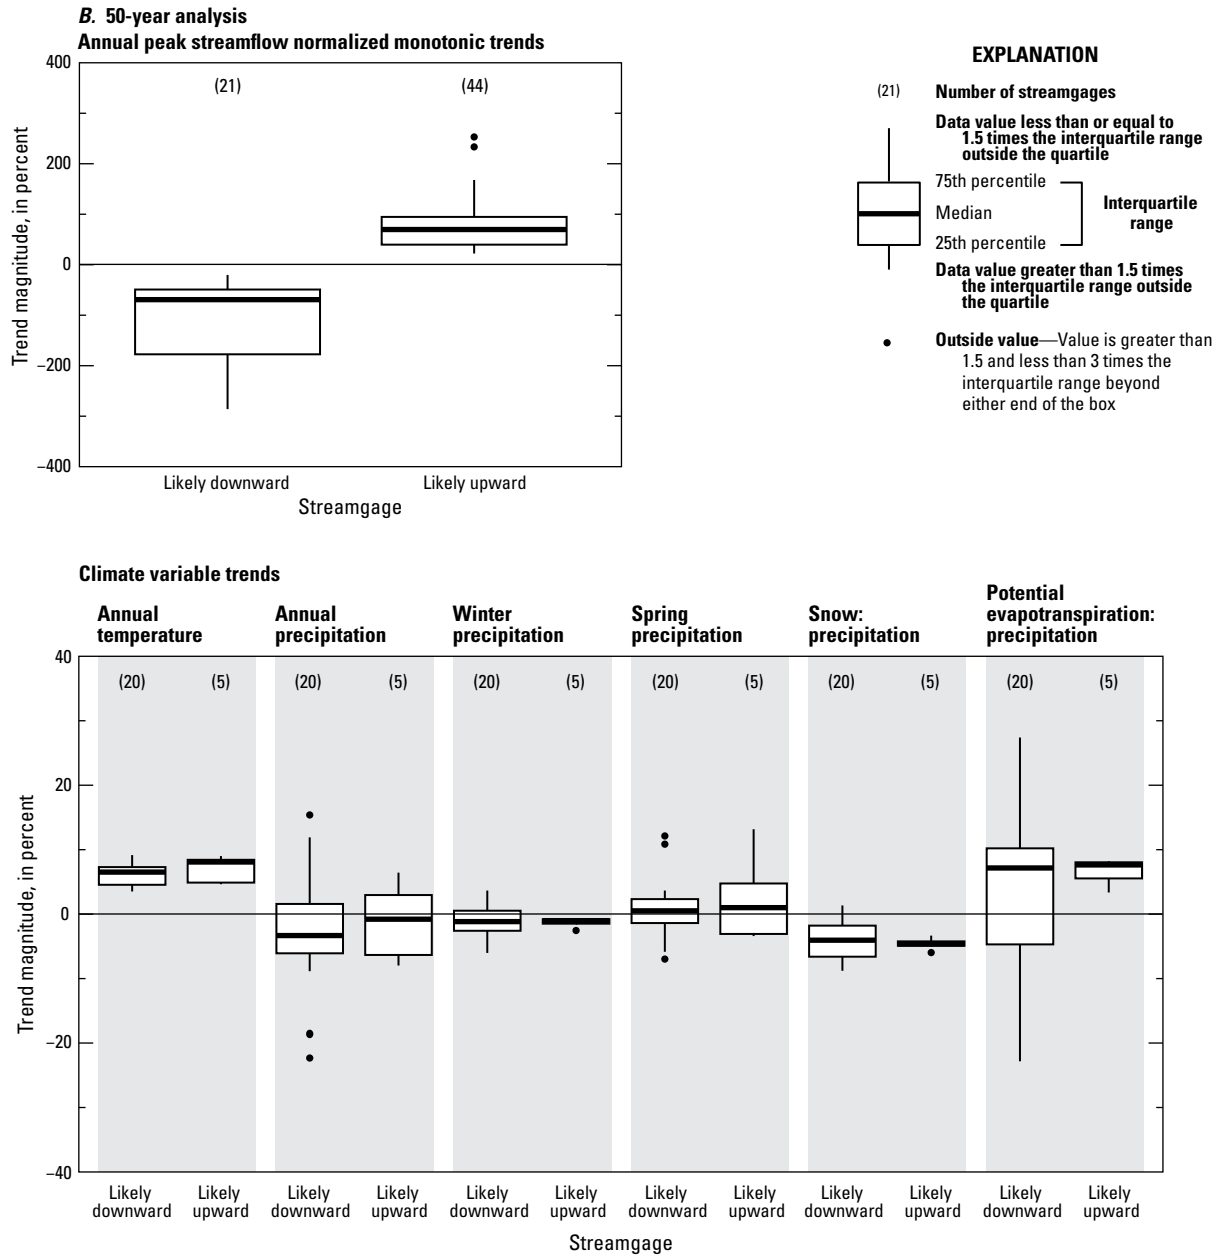 B. 50-year analysis
Annual peak streamflow normalized monotonic trends
400
200
0
−200
−400
Trend magnitude, in percent
(21)
(44)
Likely downward
Likely upward
Streamgage
EXPLANATION
(21)
Number of streamgages
Data value less than or equal to
1.5 times the interquartile range
outside the quartile
75th percentile
Median
25th percentile
Interquartile
range
Data value greater than 1.5 times
the interquartile range outside
the quartile
Outside value—Value is greater than
1.5 and less than 3 times the
interquartile range beyond
either end of the box
Climate variable trends
Annual
temperature
Annual
precipitation
Winter
precipitation
Spring
precipitation
Snow:
precipitation
Potential
evapotranspiration:
precipitation
40
20
0
−20
−40
Trend magnitude, in percent
(20)
(5)
(20)
(5)
(20)
(5)
(20)
(5)
(20)
(5)
(20)
(5)
Likely
downward
Likely
upward
Likely
downward
Likely
upward
Likely
downward
Likely
upward
Likely
downward
Likely
upward
Likely
downward
Likely
upward
Likely
downward
Likely
upward
Streamgage